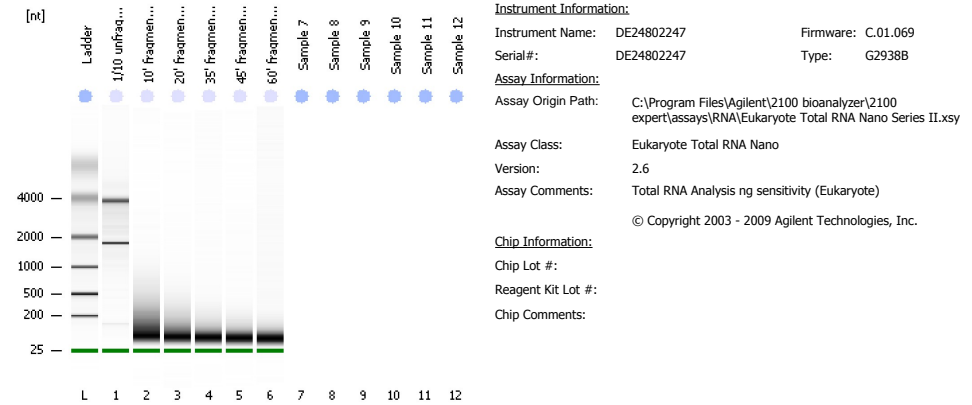 [nt]
Ladder
1/10 unfrag...
10' fragmen...
20' fragmen...
35' fragmen...
45' fragmen...
60' fragmen...
Sample 7
Sample 8
Sample 9
Sample 10
Sample 11
Sample 12
4000
2000
1000
500
200
25
L 1 2 3 4 5 6 7 8 9 10 11 12
Instrument Information:
Instrument Name: DE24802247 Firmware: C.01.069
Serial#: DE24802247 Type: G2938B
Assay Information:
Assay Origin Path: C:\Program Files\Agilent\2100 bioanalyzer\2100
expert\assays\RNA\Eukaryote Total RNA Nano Series II.xsy
Assay Class: Eukaryote Total RNA Nano
Version: 2.6
Assay Comments: Total RNA Analysis ng sensitivity (Eukaryote)
© Copyright 2003 - 2009 Agilent Technologies, Inc.
Chip Information:
Chip Lot #:
Reagent Kit Lot #:
Chip Comments: